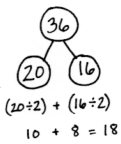 36
20 16
(20÷2) + (16÷2)
10 + 8 = 18